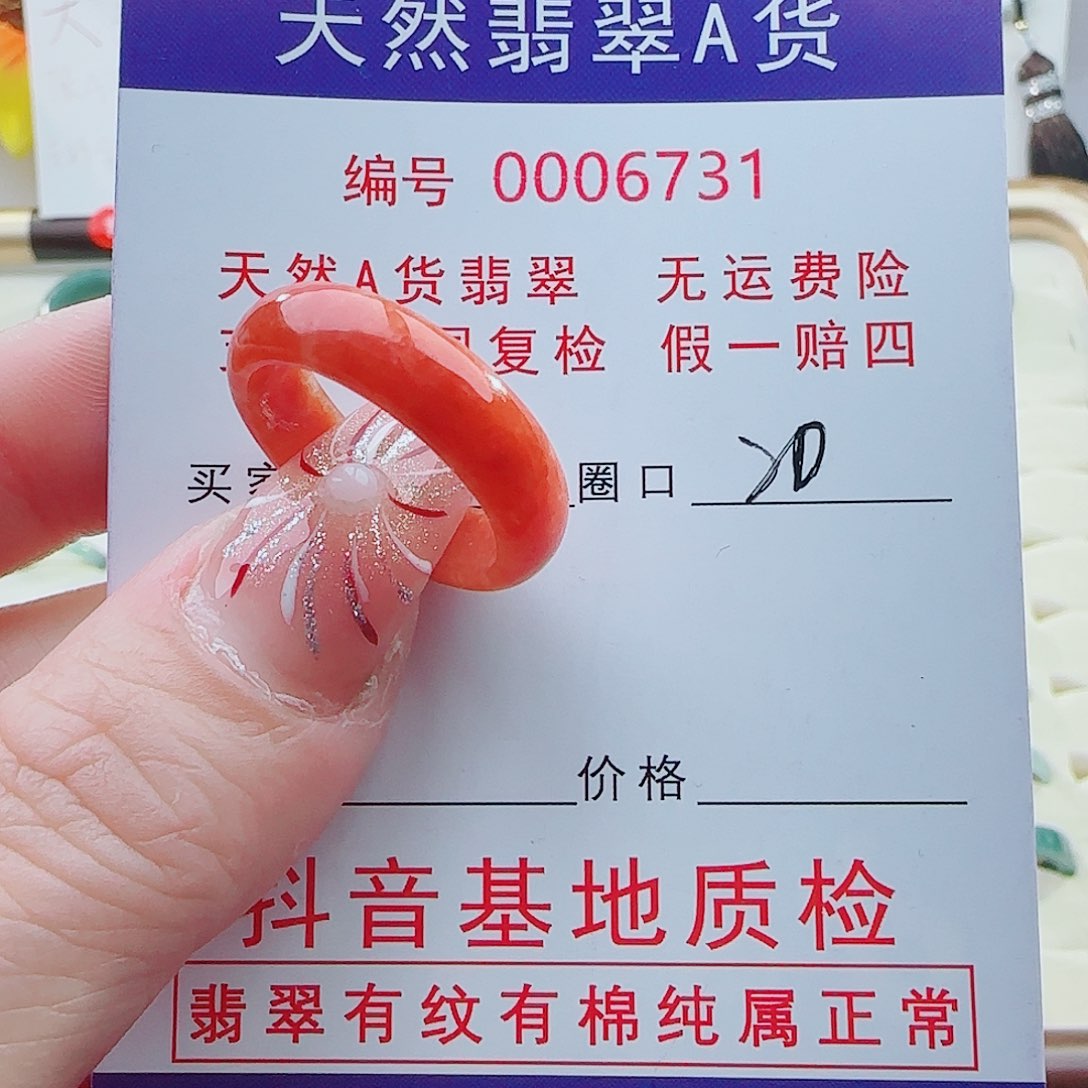 天然翡翠A货
编号 0006731
天然A货翡翠 无运费险
复检 假一赔四
买 圈口
价格
抖音基地质检
翡翠有纹有棉纯属正常